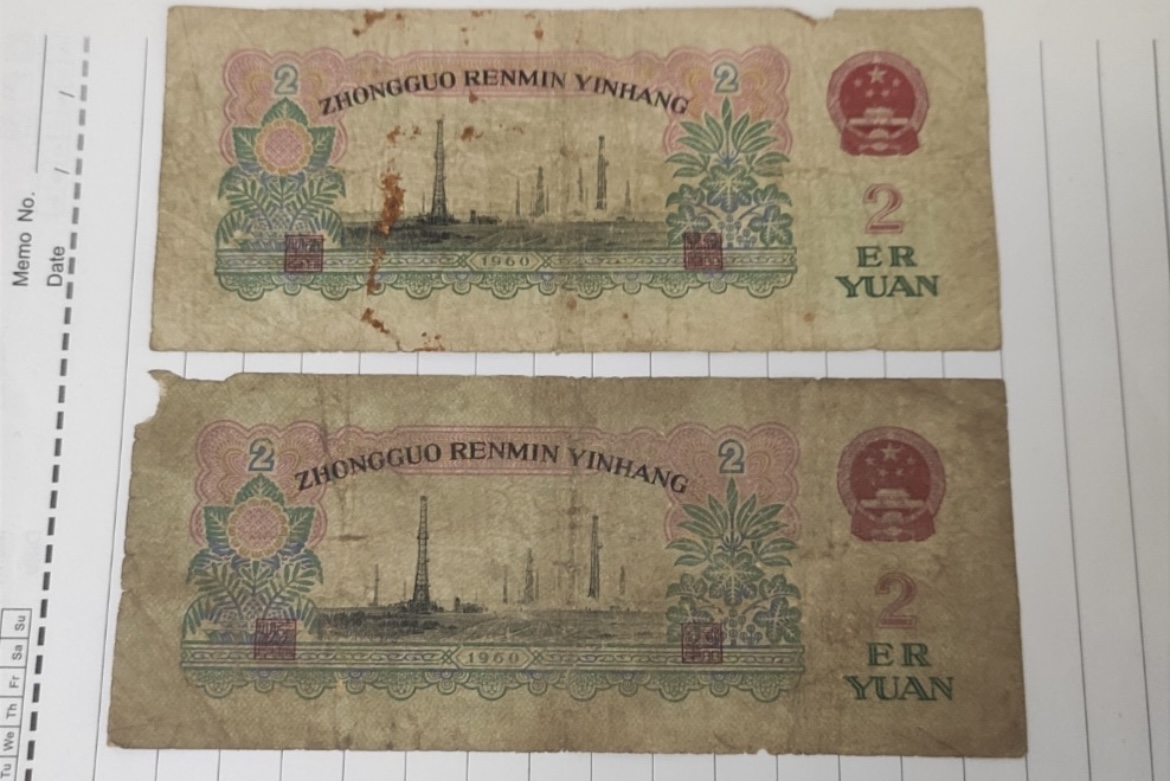 Memo No.
Date / /
Tu We Th Fr Sa Su
2 ZHONGGUO RENMIN YINHANG 2
1960
2
ER
YUAN
2 ZHONGGUO RENMIN YINHANG 2
1960
2
ER
YUAN